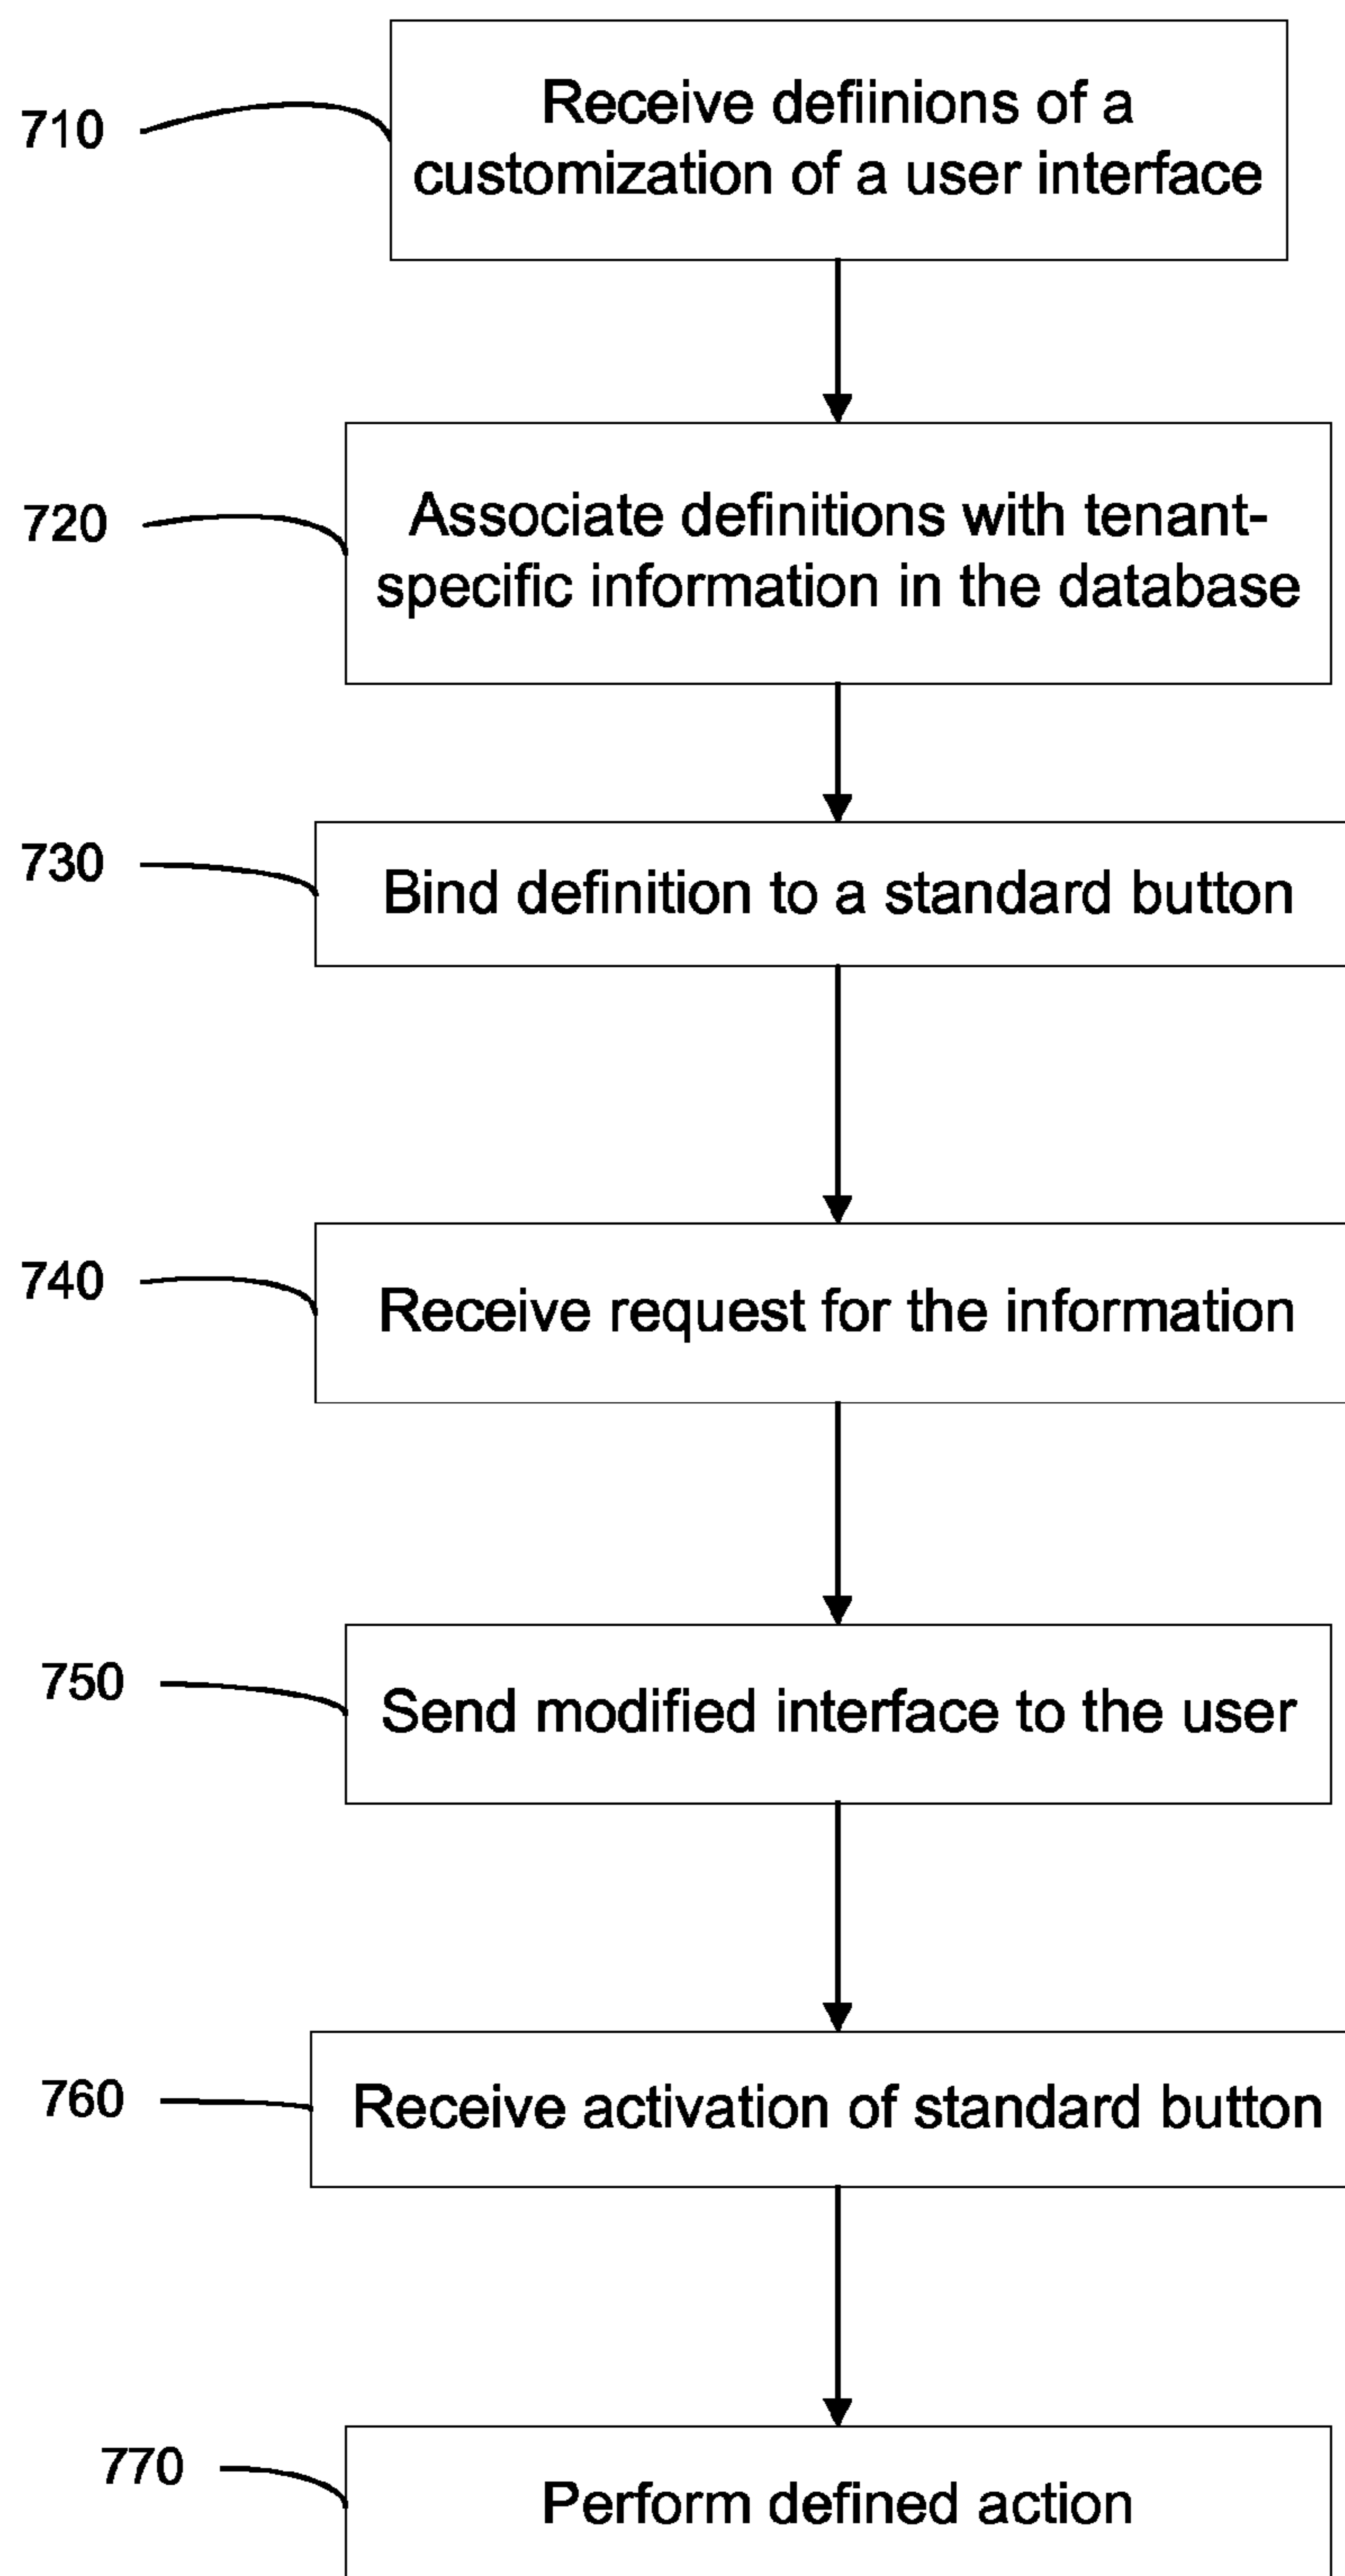 710
Receive defiinions of a
customization of a user interface
720
Associate definitions with tenant-
specific information in the database
730
Bind definition to a standard button
740
Receive request for the information
750
Send modified interface to the user
760
Receive activation of standard button
770
Perform defined action